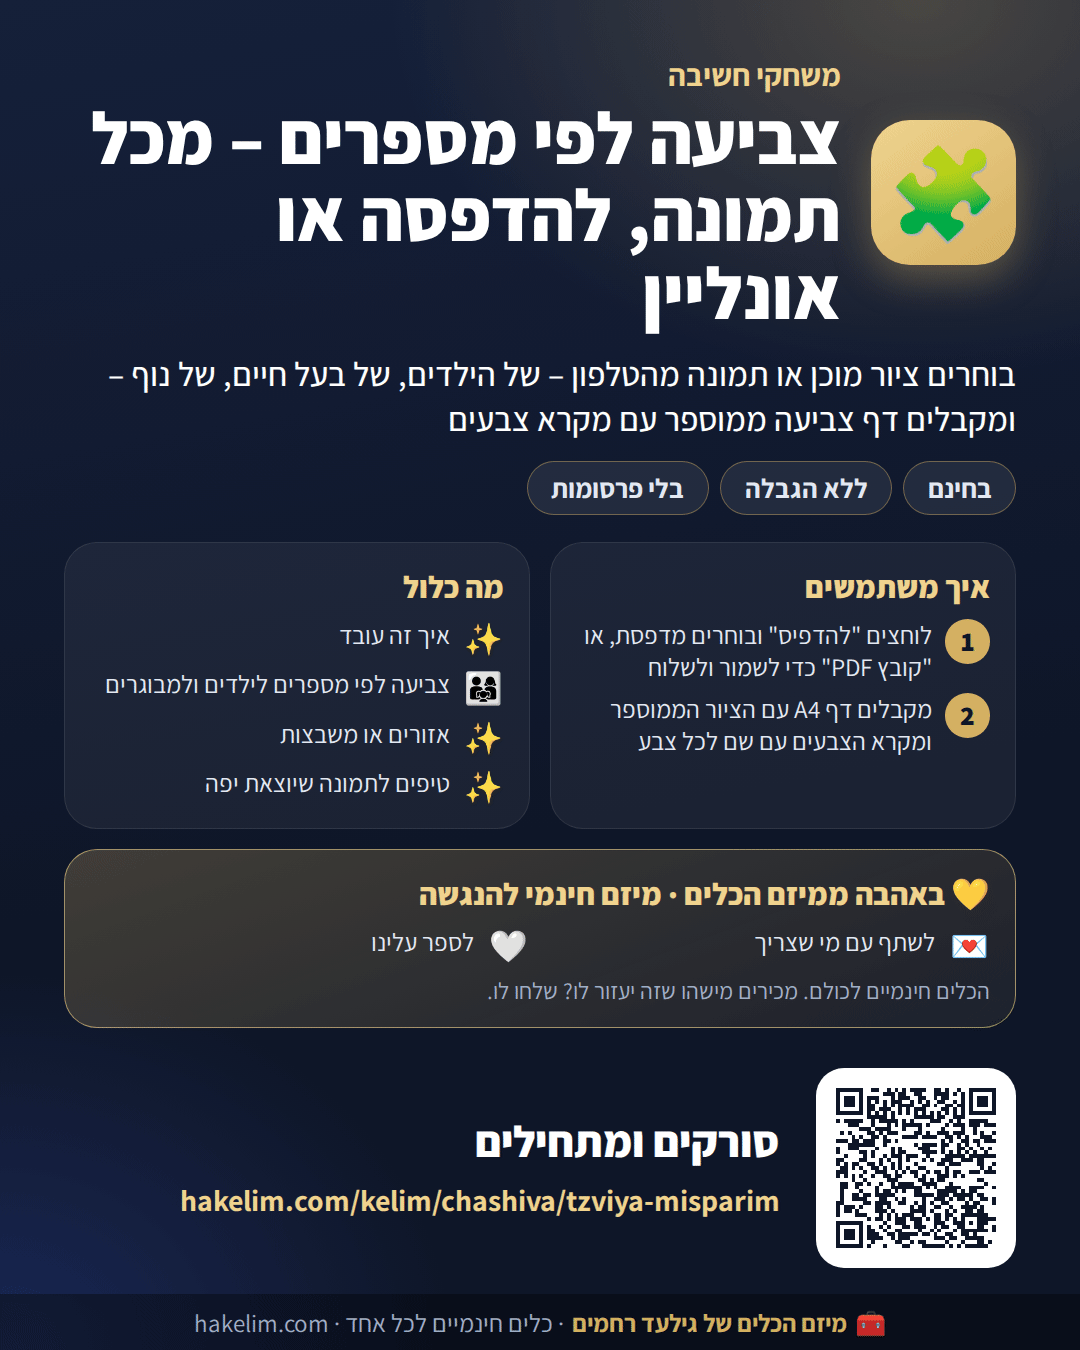 משחקי חשיבה
צביעה לפי מספרים – מכל
תמונה, להדפסה או
אונליין
בוחרים ציור מוכן או תמונה מהטלפון – של הילדים, של בעל חיים, של נוף –
ומקבלים דף צביעה ממוספר עם מקרא צבעים
בחינם
ללא הגבלה
בלי פרסומות
איך משתמשים
1
לוחצים "להדפיס" ובוחרים מדפסת, או
"קובץ PDF" כדי לשמור ולשלוח
2
מקבלים דף A4 עם הציור הממוספר
ומקרא הצבעים עם שם לכל צבע
מה כלול
איך זה עובד
צביעה לפי מספרים לילדים ולמבוגרים
אזורים או משבצות
טיפים לתמונה שיוצאת יפה
באהבה ממיזם הכלים · מיזם חינמי להנגשה
לשתף עם מי שצריך
לספר עלינו
הכלים חינמיים לכולם. מכירים מישהו שזה יעזור לו? שלחו לו.
סורקים ומתחילים
hakelim.com/kelim/chashiva/tzviya-misparim
מיזם הכלים של גילעד רחמים · כלים חינמיים לכל אחד · hakelim.com